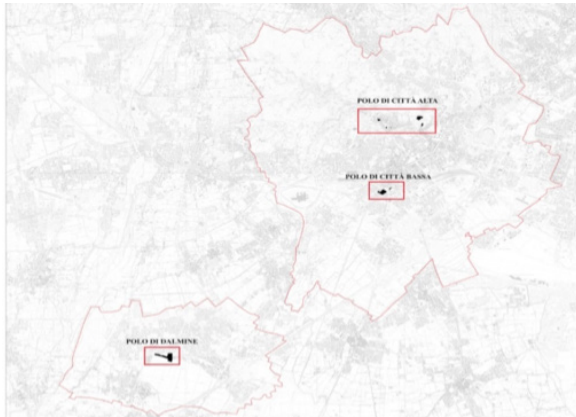 POLO DI CITTÀ ALTA
POLO DI CITTÀ BASSA
POLO DI DALMINE